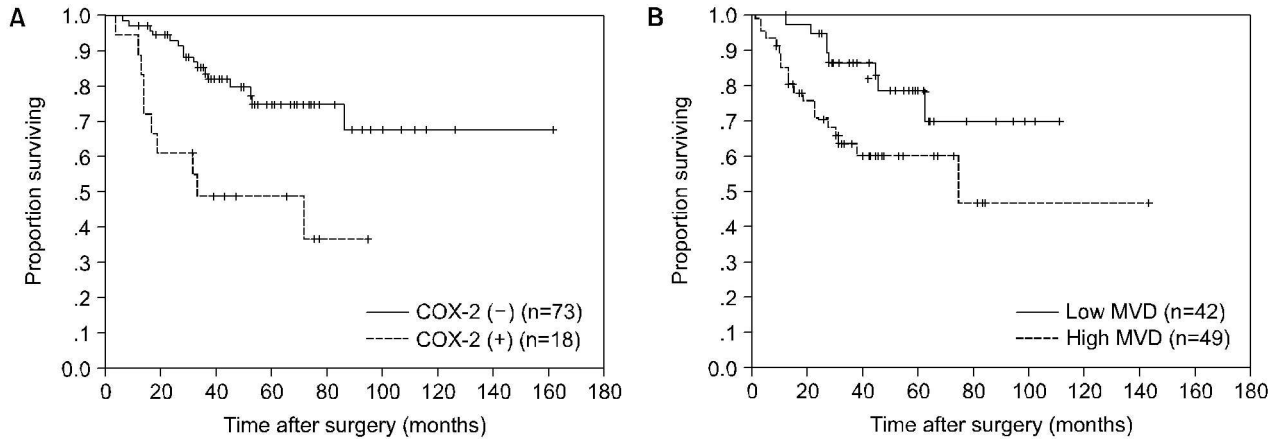 A
Proportion surviving
1.0
.9
.8
.7
.6
.5
.4
.3
.2
.1
0.0
0 20 40 60 80 100 120 140 160 180
Time after surgery (months)
COX-2 (−) (n=73)
COX-2 (+) (n=18)
B
Proportion surviving
1.0
.9
.8
.7
.6
.5
.4
.3
.2
.1
0.0
0 20 40 60 80 100 120 140 160 180
Time after surgery (months)
Low MVD (n=42)
High MVD (n=49)